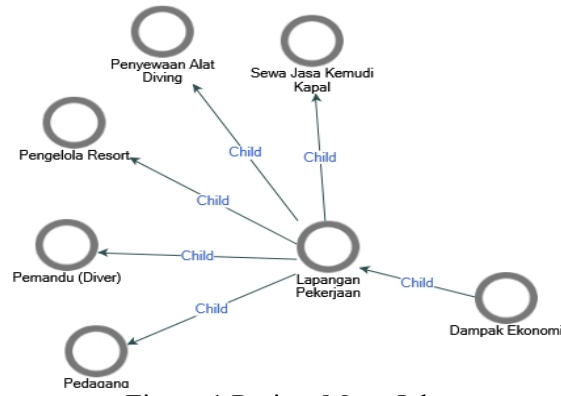 Penyewaan Alat
Diving
Sewa Jasa Kemudi
Kapal
Child
Child
Pengelola Resort
Child
Pemandu (Diver)
Child
Lapangan
Pekerjaan
Child
Dampak Ekonomi
Child
Pedagang